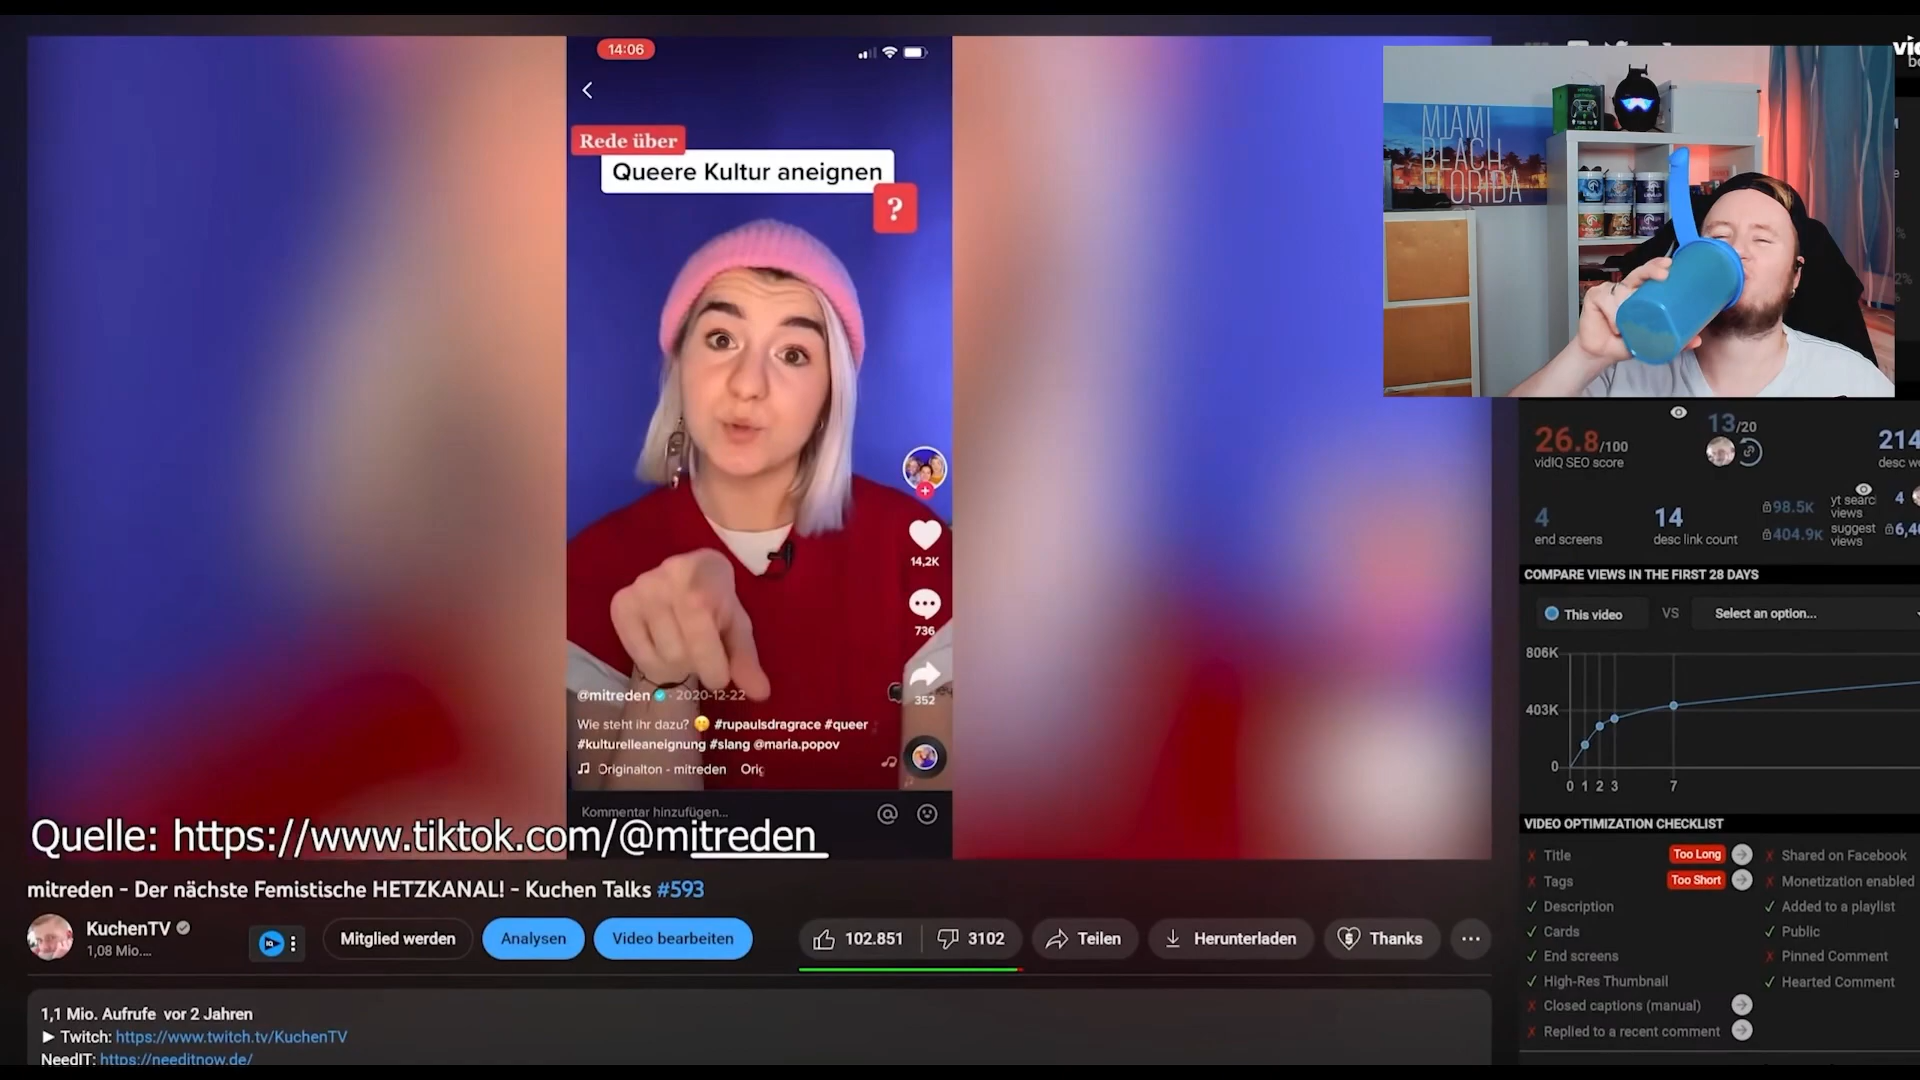 14:06
Rede über
Queere Kultur aneignen
?
MIAMI
BEACH
FLORIDA
14,2K
736
352
@mitreden · 2020-12-22
Wie steht ihr dazu? 🤫 #rupaulsdragrace #queer
#kulturelleaneignung #slang @maria.popov
Originalton - mitreden
Kommentar hinzufügen...
Quelle: https://www.tiktok.com/@mitreden
mitreden - Der nächste Femistische HETZKANAL! - Kuchen Talks #593
KuchenTV
1,08 Mio....
Mitglied werden
Analysen
Video bearbeiten
102.851
3102
Teilen
Herunterladen
Thanks
1,1 Mio. Aufrufe vor 2 Jahren
► Twitch: https://www.twitch.tv/KuchenTV
NeedIT: https://needitnow.de/
26.8/100
vidIQ SEO score
13/20
214
4
end screens
14
desc link count
98.5K
404.9K
views
suggest
views
4
COMPARE VIEWS IN THE FIRST 28 DAYS
This video
VS
Select an option...
806K
403K
0
0 1 2 3 7
VIDEO OPTIMIZATION CHECKLIST
Title
Too Long
Tags
Too Short
Description
Cards
End screens
High-Res Thumbnail
Closed captions (manual)
Replied to a recent comment
Shared on Facebook
Monetization enabled
Added to a playlist
Public
Pinned Comment
Hearted Comment